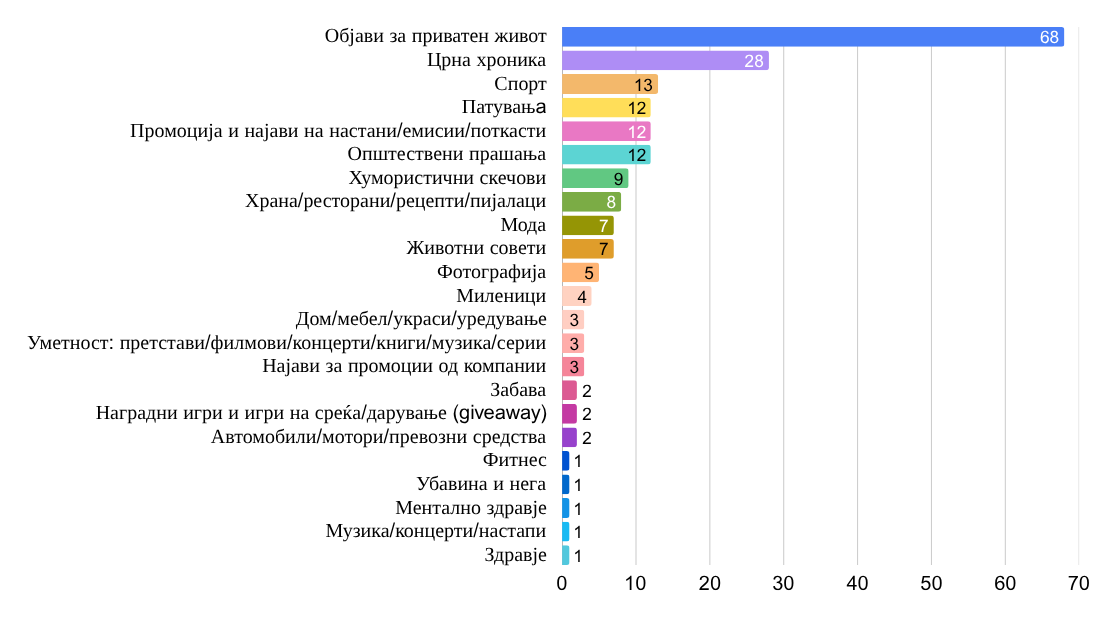 Објави за приватен живот 68
Црна хроника 28
Спорт 13
Патувањa 12
Промоција и најави на настани/емисии/поткасти 12
Општествени прашања 12
Хумористични скечови 9
Храна/ресторани/рецепти/пијалаци 8
Мода 7
Животни совети 7
Фотографија 5
Миленици 4
Дом/мебел/украси/уредување 3
Уметност: претстави/филмови/концерти/книги/музика/серии 3
Најави за промоции од компании 3
Забава 2
Наградни игри и игри на среќа/дарување (giveaway) 2
Автомобили/мотори/превозни средства 2
Фитнес 1
Убавина и нега 1
Ментално здравје 1
Музика/концерти/настапи 1
Здравје 1
0 10 20 30 40 50 60 70